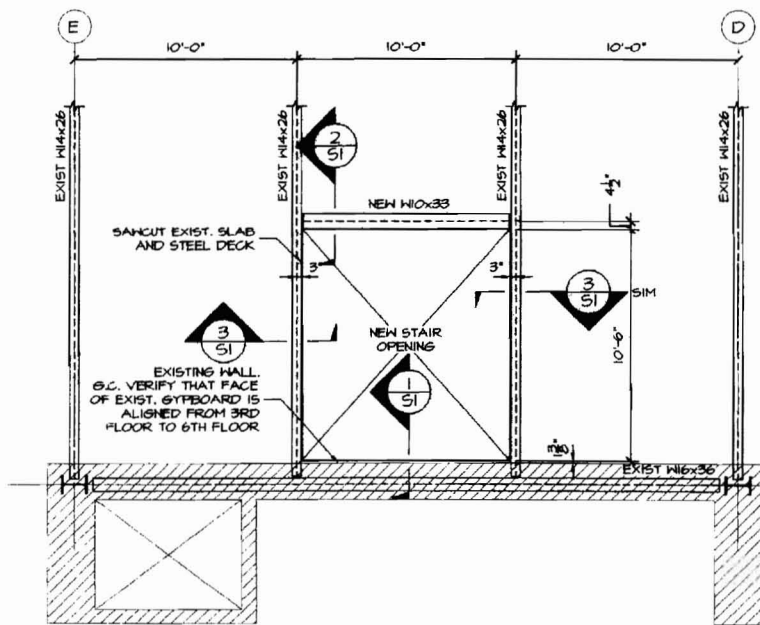 E
D
10'-0"
10'-0"
10'-0"
EXIST W14x26
EXIST W14x26
EXIST W14x26
EXIST W14x26
2
S1
4½"
NEW W10x33
SAWCUT EXIST. SLAB
AND STEEL DECK
3"
3"
3
S1
SIM
3
S1
NEW STAIR
OPENING
10'-6"
EXISTING WALL.
G.C. VERIFY THAT FACE
OF EXIST. GYPBOARD IS
ALIGNED FROM 3RD
FLOOR TO 6TH FLOOR
1
S1
EXIST W16x36